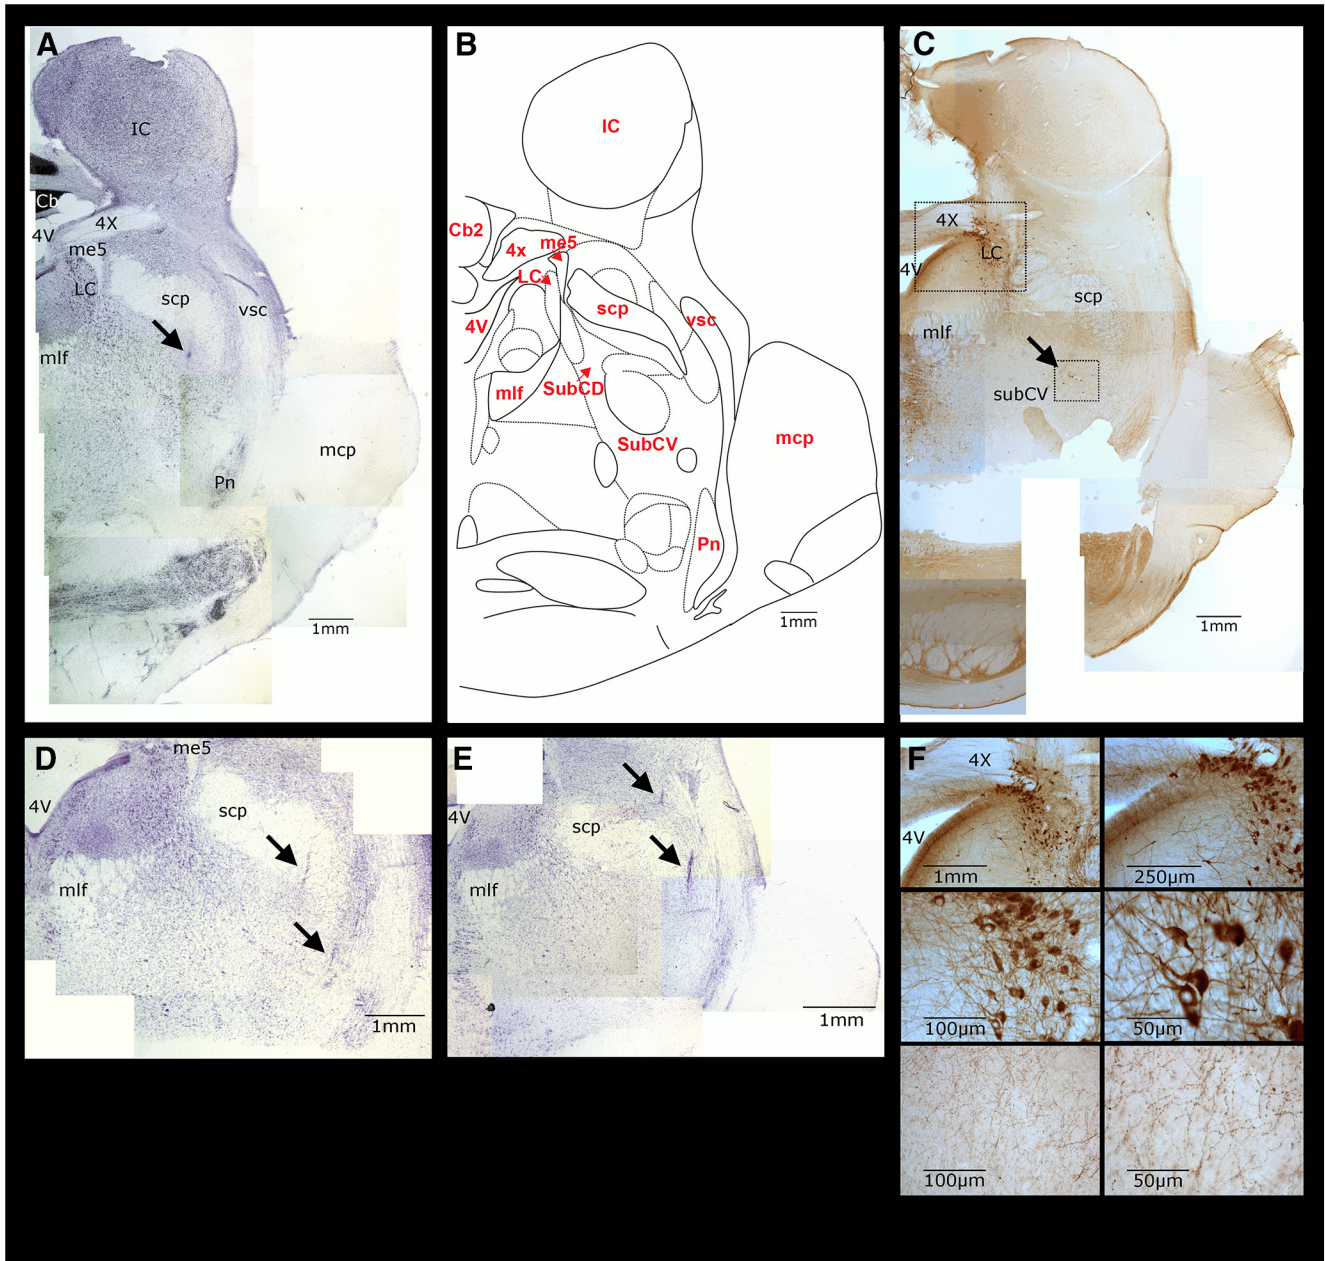 A
IC
Cb
4X
4V
me5
LC
scp
vsc
mlf
mcp
Pn
1mm
B
IC
Cb2
4x
me5
LC
4V
scp
vsc
mlf
SubCD
SubCV
mcp
Pn
1mm
C
4X
LC
4V
scp
mlf
subCV
1mm
D
me5
4V
scp
mlf
1mm
E
4V
scp
mlf
1mm
F
4X
4V
1mm
250µm
100µm
50µm
100µm
50µm